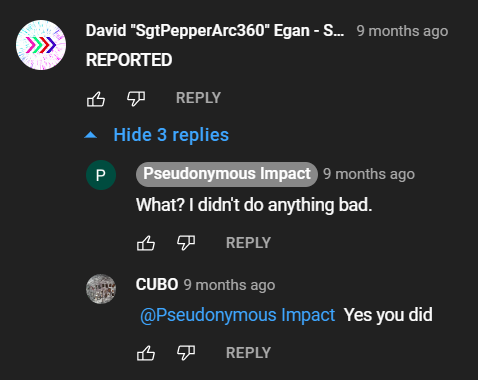 David "SgtPepperArc360" Egan - S... 9 months ago
REPORTED
REPLY
Hide 3 replies
P
Pseudonymous Impact 9 months ago
What? I didn't do anything bad.
REPLY
CUBO 9 months ago
@Pseudonymous Impact Yes you did
REPLY